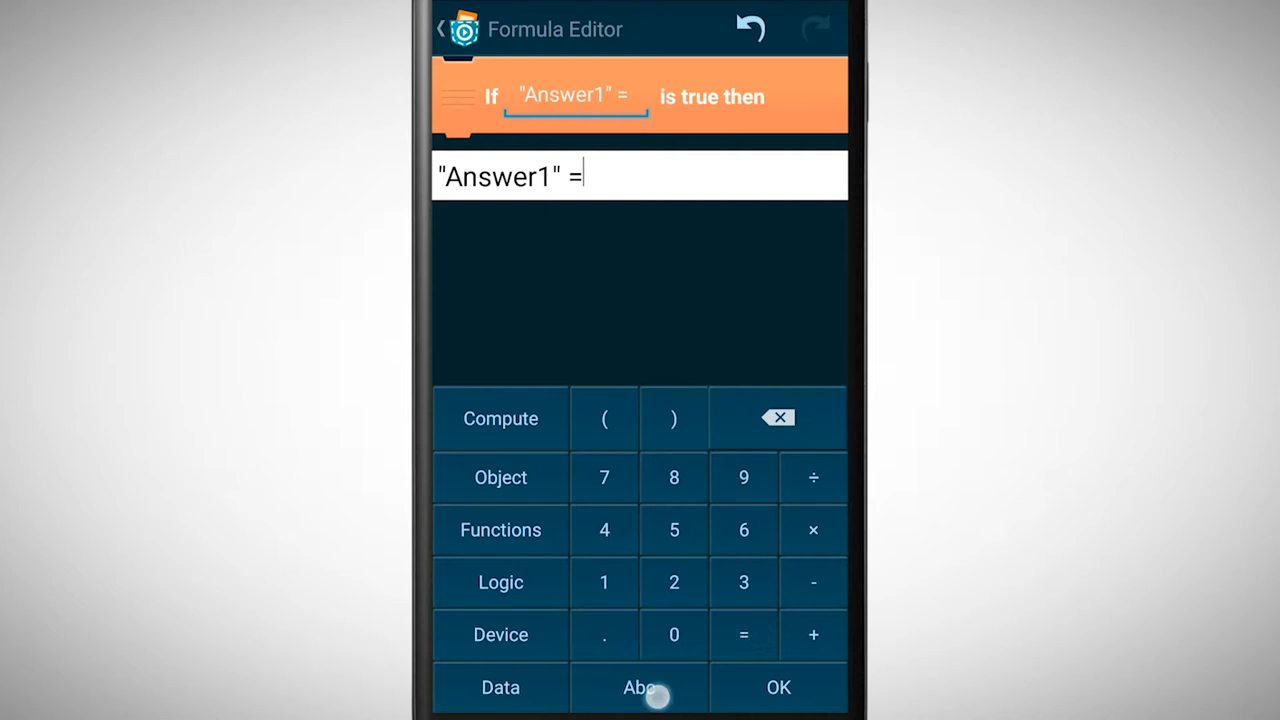 Formula Editor
If "Answer1" = is true then
"Answer1" =
Compute ( )
Object 7 8 9 ÷
Functions 4 5 6 ×
Logic 1 2 3 -
Device . 0 = +
Data Abc OK